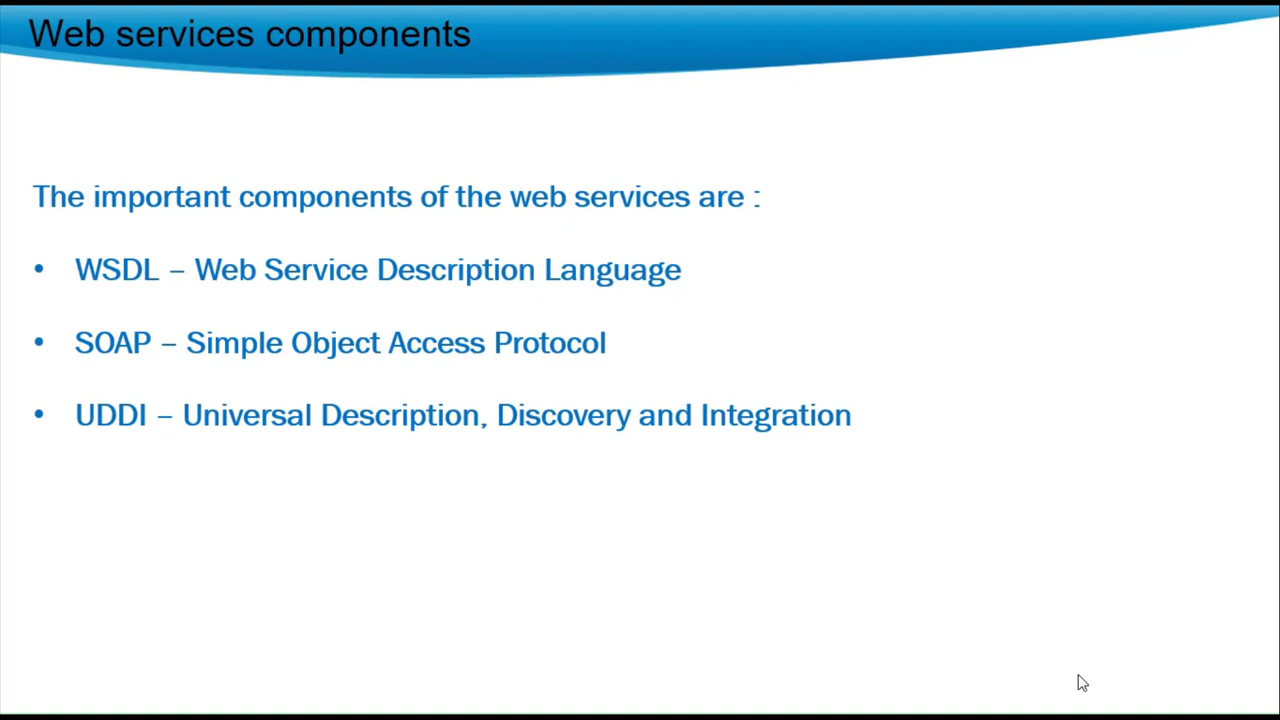 Web services components
The important components of the web services are :
• WSDL – Web Service Description Language
• SOAP – Simple Object Access Protocol
• UDDI – Universal Description, Discovery and Integration